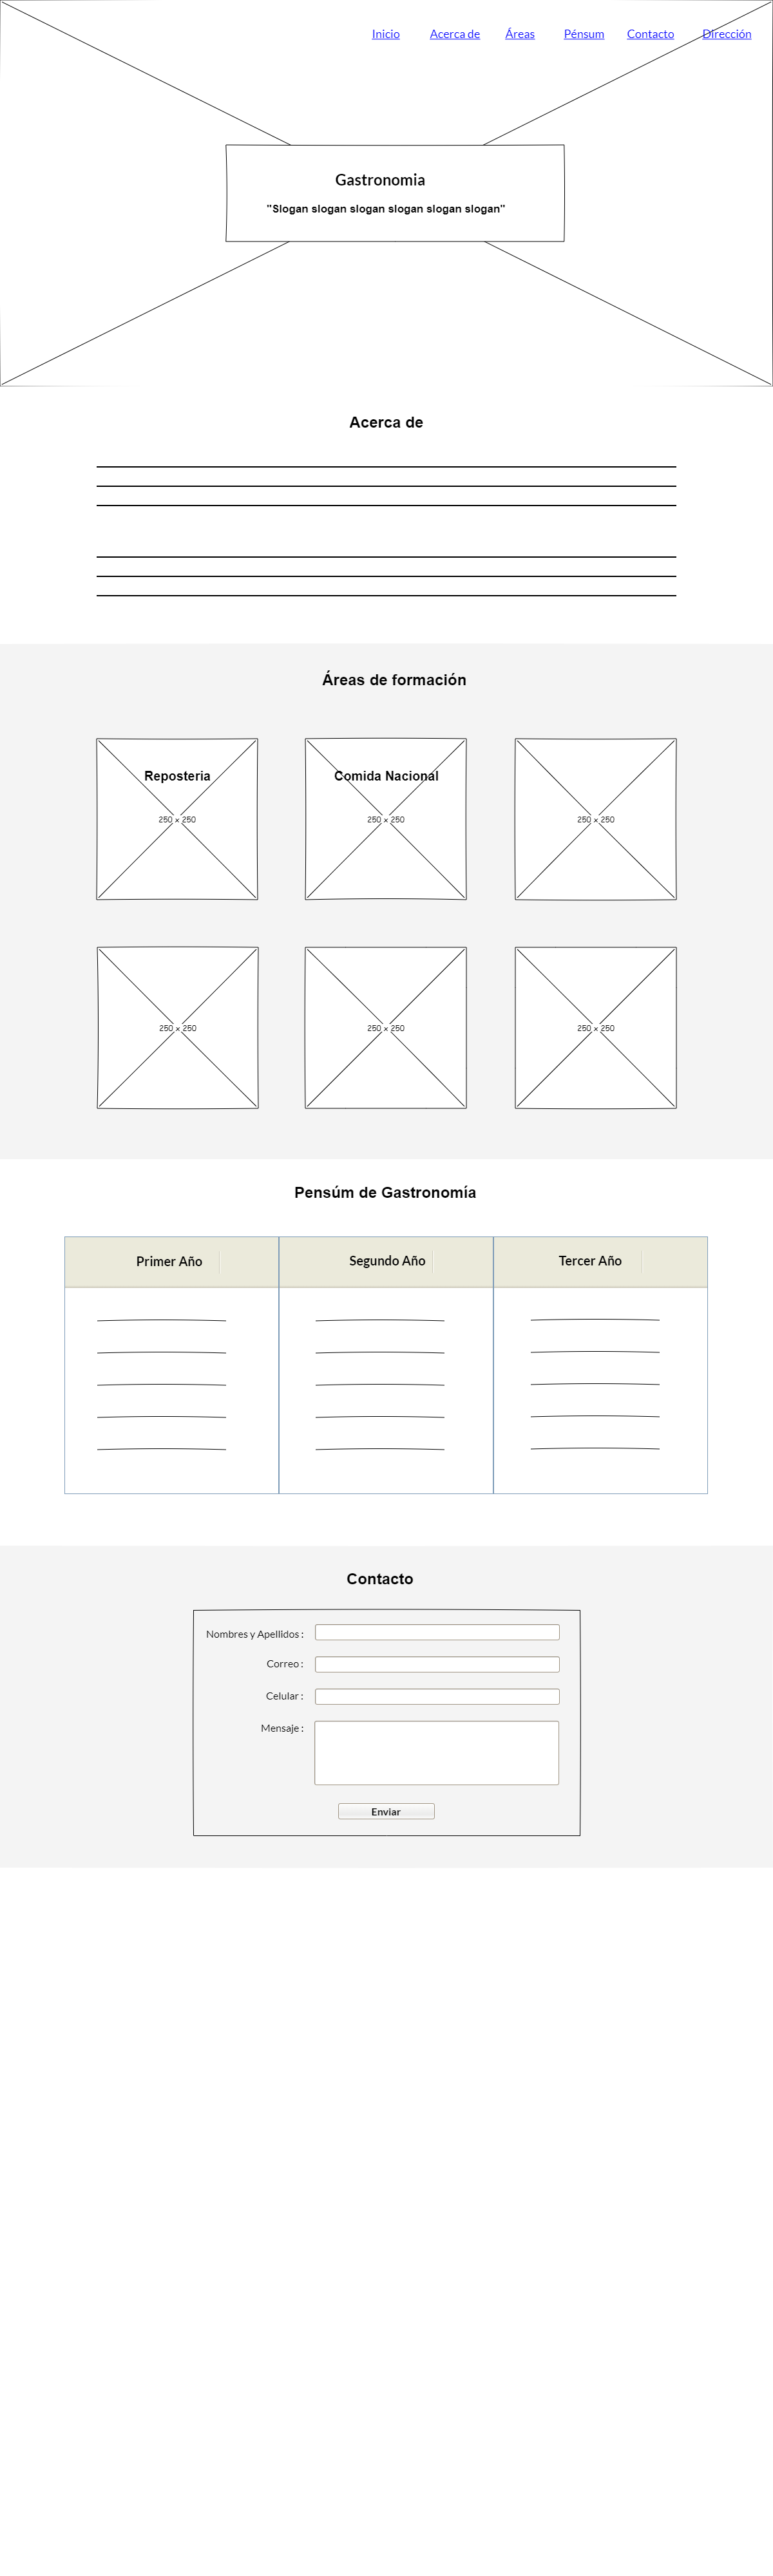 Inicio Acerca de Áreas Pénsum Contacto Dirección
Gastronomia
"Slogan slogan slogan slogan slogan slogan"
Acerca de
Áreas de formación
Reposteria Comida Nacional
250 × 250 250 × 250 250 × 250
250 × 250 250 × 250 250 × 250
Pensúm de Gastronomía
Primer Año Segundo Año Tercer Año
Contacto
Nombres y Apellidos :
Correo :
Celular :
Mensaje :
Enviar